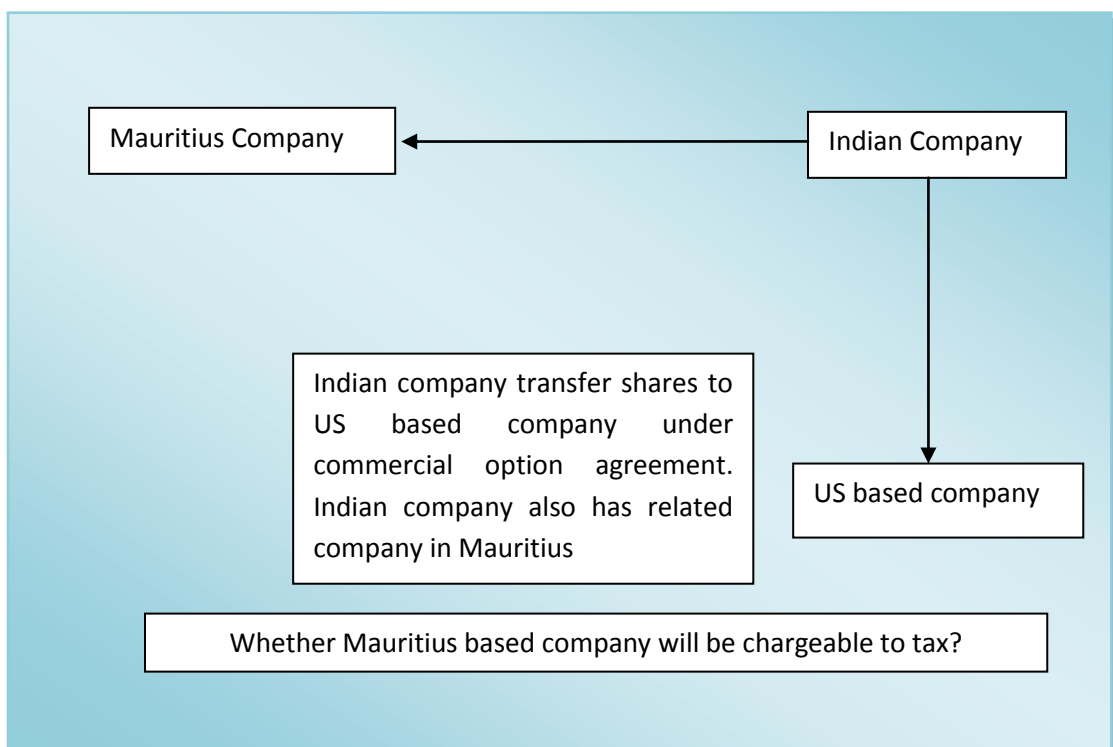 Mauritius Company
Indian Company
Indian company transfer shares to
US based company under
commercial option agreement.
Indian company also has related
company in Mauritius
US based company
Whether Mauritius based company will be chargeable to tax?